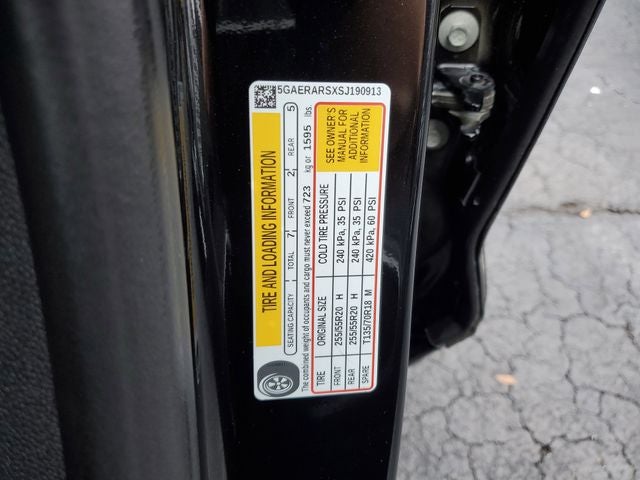 5GAERARSXSJ190913
TIRE AND LOADING INFORMATION
SEATING CAPACITY TOTAL 7 FRONT 2 REAR 5
The combined weight of occupants and cargo must never exceed 723 kg or 1595 lbs.
TIRE ORIGINAL SIZE COLD TIRE PRESSURE
FRONT 255/55R20 H 240 kPa, 35 PSI
REAR 255/55R20 H 240 kPa, 35 PSI
SPARE T135/70R18 M 420 kPa, 60 PSI
SEE OWNER'S
MANUAL FOR
ADDITIONAL
INFORMATION